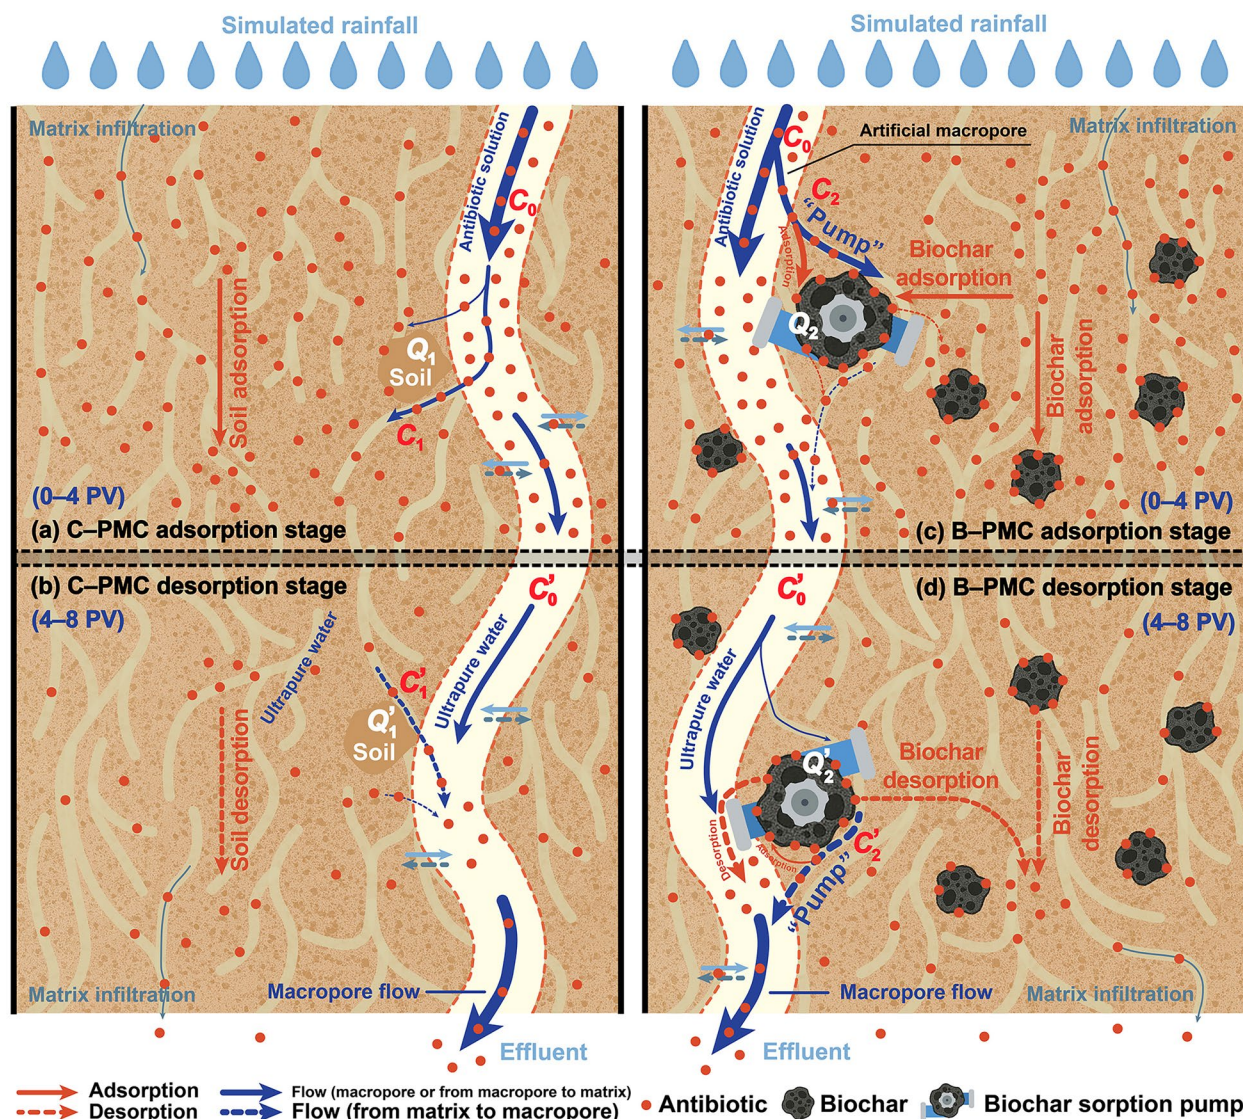 Simulated rainfall
Matrix infiltration
Antibiotic solution
C0
Q1
Soil
C1
Soil adsorption
(0–4 PV)
(a) C–PMC adsorption stage
(b) C–PMC desorption stage
(4–8 PV)
C′0
Ultrapure water
Ultrapure water
C′1
Q′1
Soil
Soil desorption
Matrix infiltration
Macropore flow
Effluent
Simulated rainfall
Antibiotic solution
C0
Artificial macropore
Matrix infiltration
C2
“Pump”
Adsorption
Biochar
adsorption
Q2
Biochar
adsorption
(0–4 PV)
(c) B–PMC adsorption stage
C′0
(d) B–PMC desorption stage
(4–8 PV)
Ultrapure water
Q′2
Biochar
desorption
Biochar
desorption
Desorption
Adsorption
C′2
“Pump”
Macropore flow
Matrix infiltration
Effluent
Adsorption
Desorption
Flow (macropore or from macropore to matrix)
Flow (from matrix to macropore)
Antibiotic
Biochar
Biochar sorption pump